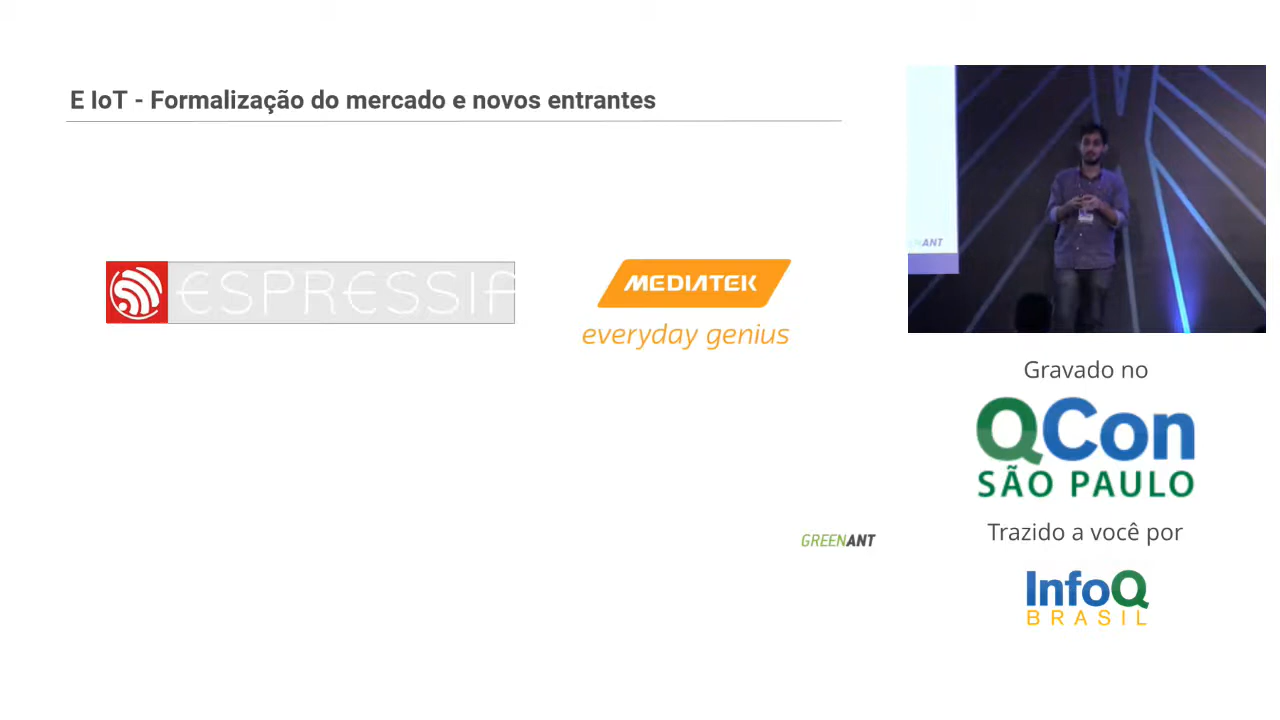 E IoT - Formalização do mercado e novos entrantes
ESPRESSIF
MEDIATEK
everyday genius
GREENANT
ANT
Gravado no
QCon
SÃO PAULO
Trazido a você por
InfoQ
BRASIL